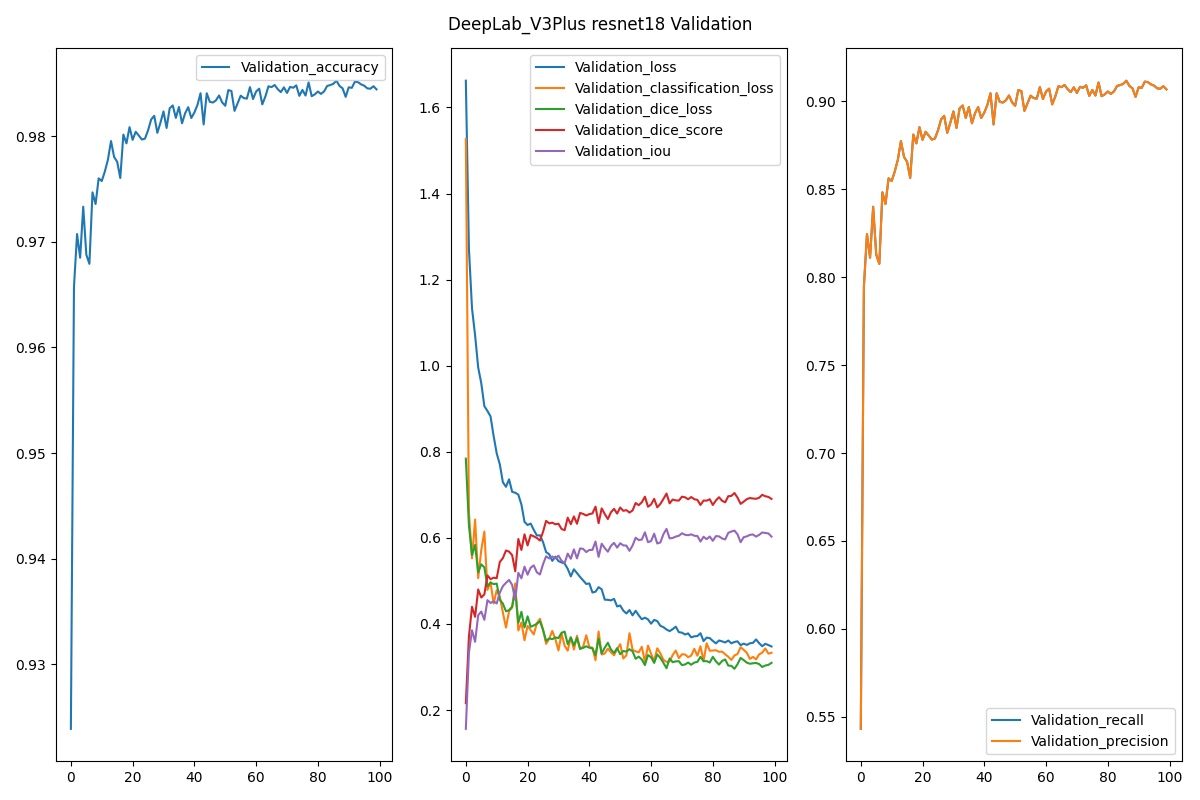 DeepLab_V3Plus resnet18 Validation
Validation_accuracy
0.98
0.97
0.96
0.95
0.94
0.93
0 20 40 60 80 100
Validation_loss
Validation_classification_loss
Validation_dice_loss
Validation_dice_score
Validation_iou
1.6
1.4
1.2
1.0
0.8
0.6
0.4
0.2
0 20 40 60 80 100
0.90
0.85
0.80
0.75
0.70
0.65
0.60
0.55
Validation_recall
Validation_precision
0 20 40 60 80 100